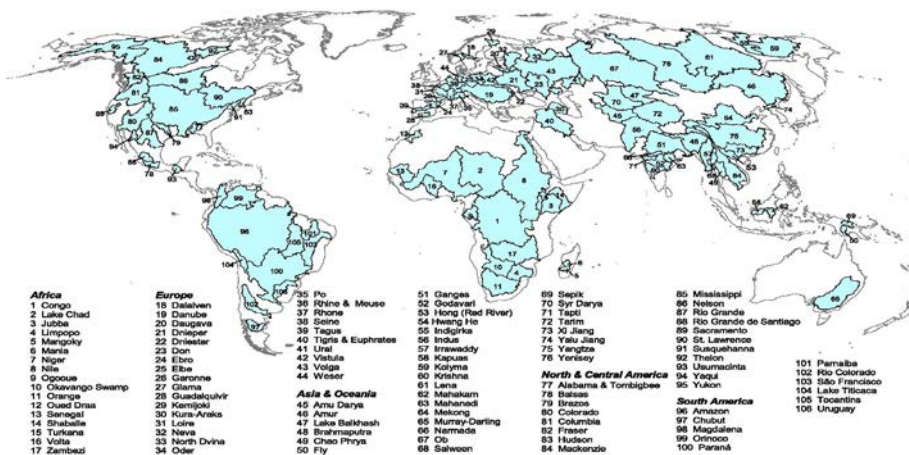 Africa
1 Congo
2 Lake Chad
3 Jubba
4 Limpopo
5 Mangoky
6 Mania
7 Niger
8 Nile
9 Ogooue
10 Okavango Swamp
11 Orange
12 Oued Draa
13 Senegal
14 Shaballe
15 Turkana
16 Volta
17 Zambezi
Europe
18 Dalalven
19 Danube
20 Daugava
21 Dnieper
22 Dniester
23 Don
24 Ebro
25 Elbe
26 Garonne
27 Glama
28 Guadalquivir
29 Kemijoki
30 Kura-Araks
31 Loire
32 Neva
33 North Dvina
34 Oder
35 Po
36 Rhine & Meuse
37 Rhone
38 Seine
39 Tagus
40 Tigris & Euphrates
41 Ural
42 Vistula
43 Volga
44 Weser
Asia & Oceania
45 Amu Darya
46 Amur
47 Lake Balkhash
48 Brahmaputra
49 Chao Phrya
50 Fly
51 Ganges
52 Godavari
53 Hong (Red River)
54 Hwang He
55 Indigirka
56 Indus
57 Irrawaddy
58 Kapuas
59 Kolyma
60 Krishna
61 Lena
62 Mahakam
63 Mahanadi
64 Mekong
65 Murray-Darling
66 Narmada
67 Ob
68 Salween
69 Sepik
70 Syr Darya
71 Tapti
72 Tarim
73 Xi Jiang
74 Yalu Jiang
75 Yangtze
76 Yenisey
North & Central America
77 Alabama & Tombigbee
78 Balsas
79 Brazos
80 Colorado
81 Columbia
82 Fraser
83 Hudson
84 Mackenzie
85 Mississippi
86 Nelson
87 Rio Grande
88 Rio Grande de Santiago
89 Sacramento
90 St. Lawrence
91 Susquehanna
92 Thelon
93 Usumacinta
94 Yaqui
95 Yukon
South America
96 Amazon
97 Chubut
98 Magdalena
99 Orinoco
100 Paraná
101 Parnaiba
102 Rio Colorado
103 São Francisco
104 Lake Titicaca
105 Tocantins
106 Uruguay